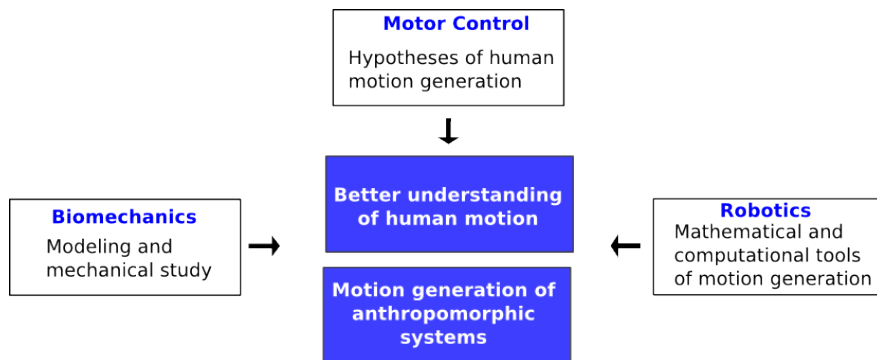 Motor Control
Hypotheses of human
motion generation
Better understanding
of human motion
Biomechanics
Modeling and
mechanical study
Robotics
Mathematical and
computational tools
of motion generation
Motion generation of
anthropomorphic
systems